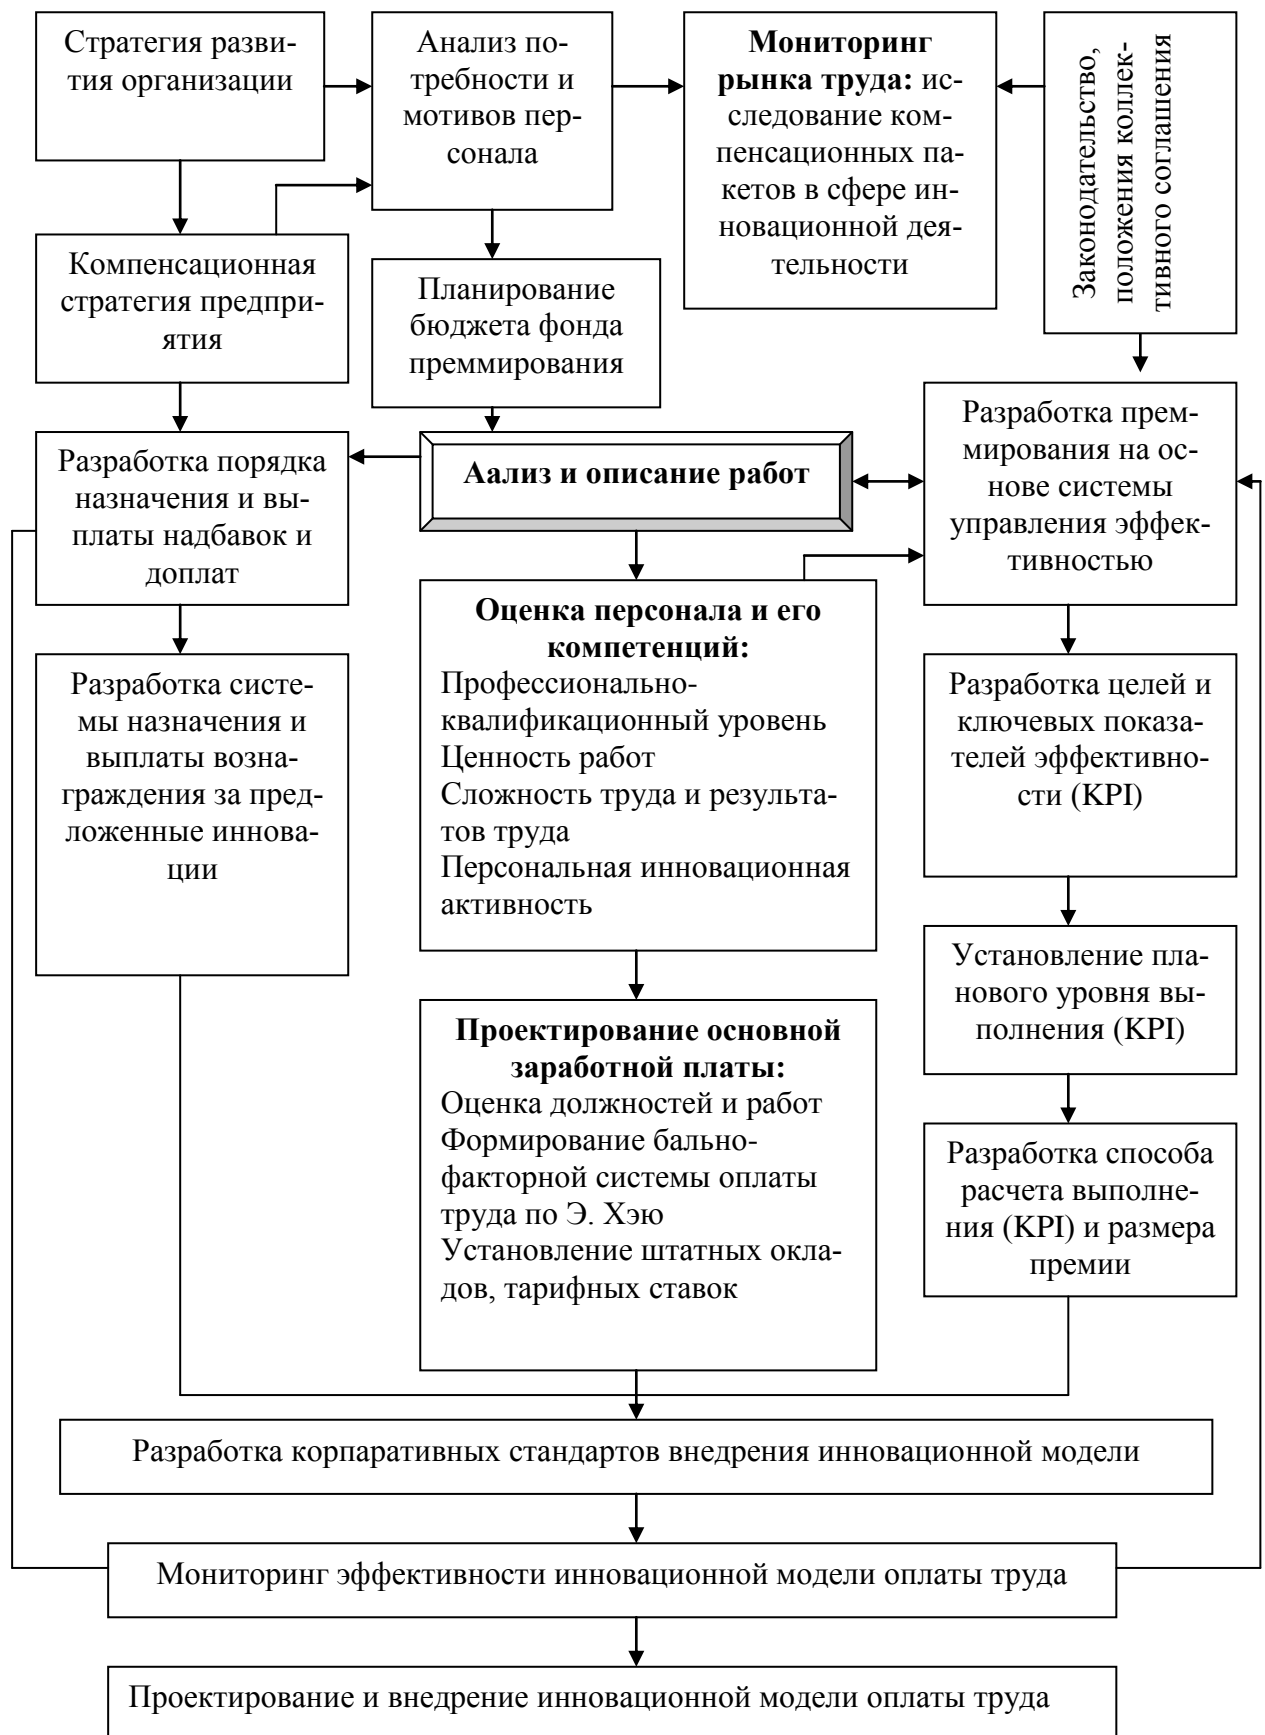 Стратегия разви-
тия организации
Анализ по-
требности и
мотивов пер-
сонала
Мониторинг
рынка труда: ис-
следование ком-
пенсационных па-
кетов в сфере ин-
новационной дея-
тельности
Законодательство,
положения коллек-
тивного соглашения
Компенсационная
стратегия предпри-
ятия
Планирование
бюджета фонда
преммирования
Разработка порядка
назначения и вы-
платы надбавок и
доплат
Аализ и описание работ
Разработка прем-
мирования на ос-
нове системы
управления эффек-
тивностью
Оценка персонала и его
компетенций:
Профессионально-
квалификационный уровень
Ценность работ
Сложность труда и результа-
тов труда
Персональная инновационная
активность
Разработка систе-
мы назначения и
выплаты возна-
граждения за пред-
ложенные иннова-
ции
Разработка целей и
ключевых показа-
телей эффективно-
сти (KPI)
Установление пла-
нового уровня вы-
полнения (KPI)
Проектирование основной
заработной платы:
Оценка должностей и работ
Формирование бально-
факторной системы оплаты
труда по Э. Хэю
Установление штатных окла-
дов, тарифных ставок
Разработка способа
расчета выполне-
ния (KPI) и размера
премии
Разработка корпаративных стандартов внедрения инновационной модели
Мониторинг эффективности инновационной модели оплаты труда
Проектирование и внедрение инновационной модели оплаты труда